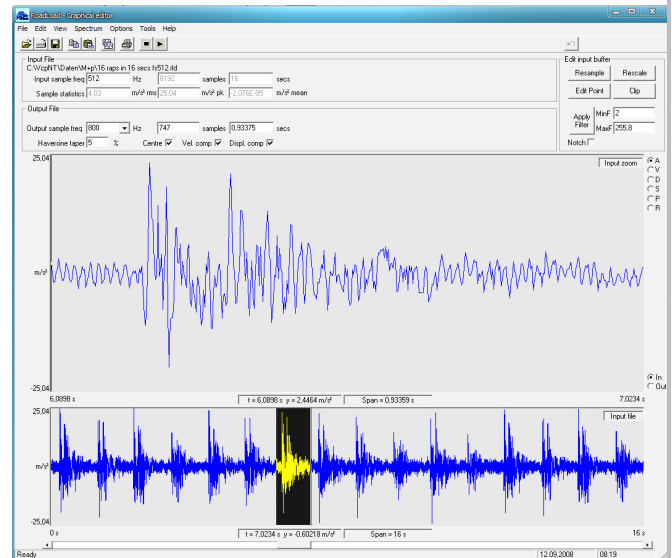 RoadLoad - Graphical editor
File Edit View Spectrum Options Tools Help
Input File
C:\VcpNT\Daten\M+p\16 raps in 16 secs fs512.rld
Input sample freq 512 Hz 8192 samples 16 secs
Sample statistics 4,03 m/s² rms 25,04 m/s² pk -2,076E-05 m/s² mean
Edit input buffer
Resample Rescale
Edit Point Clip
Apply Filter MinF 2
MaxF 255,8
Notch
Output File
Output sample freq 800 Hz 747 samples 0,93375 secs
Haversine taper 5 % Centre Vel. comp Displ. comp
25,04
Input zoom
A
V
D
S
P
R
m/s²
-25,04
In
Out
6,0898 s
t = 6,0898 s y = 2,4464 m/s² Span = 0,93359 s
7,0234 s
25,04
Input file
m/s²
-25,04
0 s
t = 7,0234 s y = -0,60218 m/s² Span = 16 s
16 s
Ready
12.09.2008 08:19